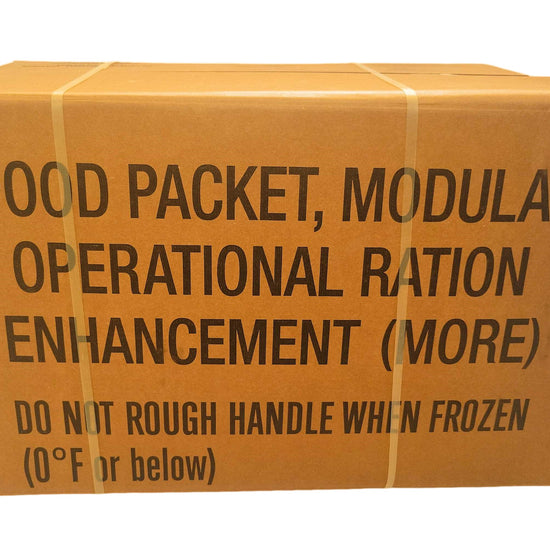 OOD PACKET, MODULA
OPERATIONAL RATION
ENHANCEMENT (MORE)
DO NOT ROUGH HANDLE WHEN FROZEN
(0°F or below)